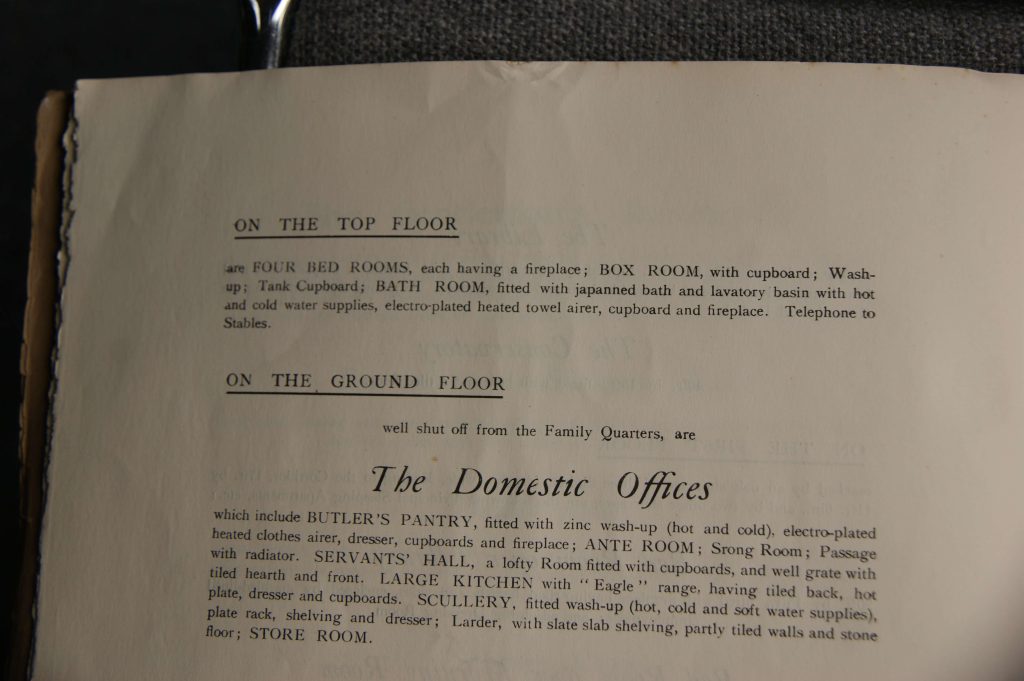 ON THE TOP FLOOR
are FOUR BED ROOMS, each having a fireplace; BOX ROOM, with cupboard; Wash-
up; Tank Cupboard; BATH ROOM, fitted with japanned bath and lavatory basin with hot
and cold water supplies, electro-plated heated towel airer, cupboard and fireplace. Telephone to
Stables.
ON THE GROUND FLOOR
well shut off from the Family Quarters, are
The Domestic Offices
which include BUTLER'S PANTRY, fitted with zinc wash-up (hot and cold), electro-plated
heated clothes airer, dresser, cupboards and fireplace; ANTE ROOM; Srong Room; Passage
with radiator. SERVANTS' HALL, a lofty Room fitted with cupboards, and well grate with
tiled hearth and front. LARGE KITCHEN with "Eagle" range, having tiled back, hot
plate, dresser and cupboards. SCULLERY, fitted wash-up (hot, cold and soft water supplies),
plate rack, shelving and dresser; Larder, with slate slab shelving, partly tiled walls and stone
floor; STORE ROOM.